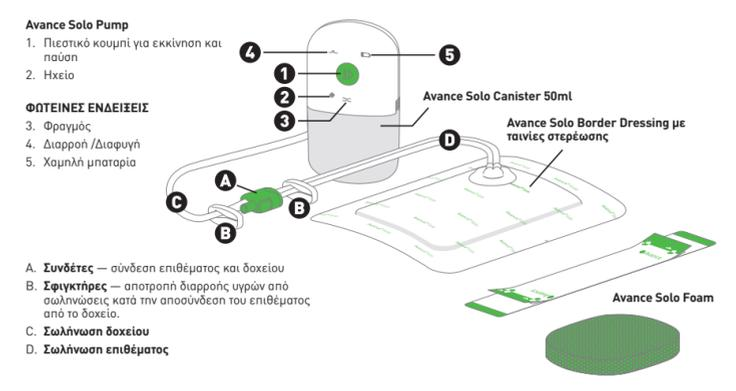 Avance Solo Pump
1. Πιεστικό κουμπί για εκκίνηση και
παύση
2. Ηχείο
ΦΩΤΕΙΝΕΣ ΕΝΔΕΙΞΕΙΣ
3. Φραγμός
4. Διαρροή /Διαφυγή
5. Χαμηλή μπαταρία
4
5
1
2
3
Avance Solo Canister 50ml
Avance Solo Border Dressing με
ταινίες στερέωσης
D
A
C
B
B
A. Συνδέτες — σύνδεση επιθέματος και δοχείου
B. Σφιγκτήρες — αποτροπή διαρροής υγρών από
σωληνώσεις κατά την αποσύνδεση του επιθέματος
από το δοχείο.
C. Σωλήνωση δοχείου
D. Σωλήνωση επιθέματος
Avance Solo Foam